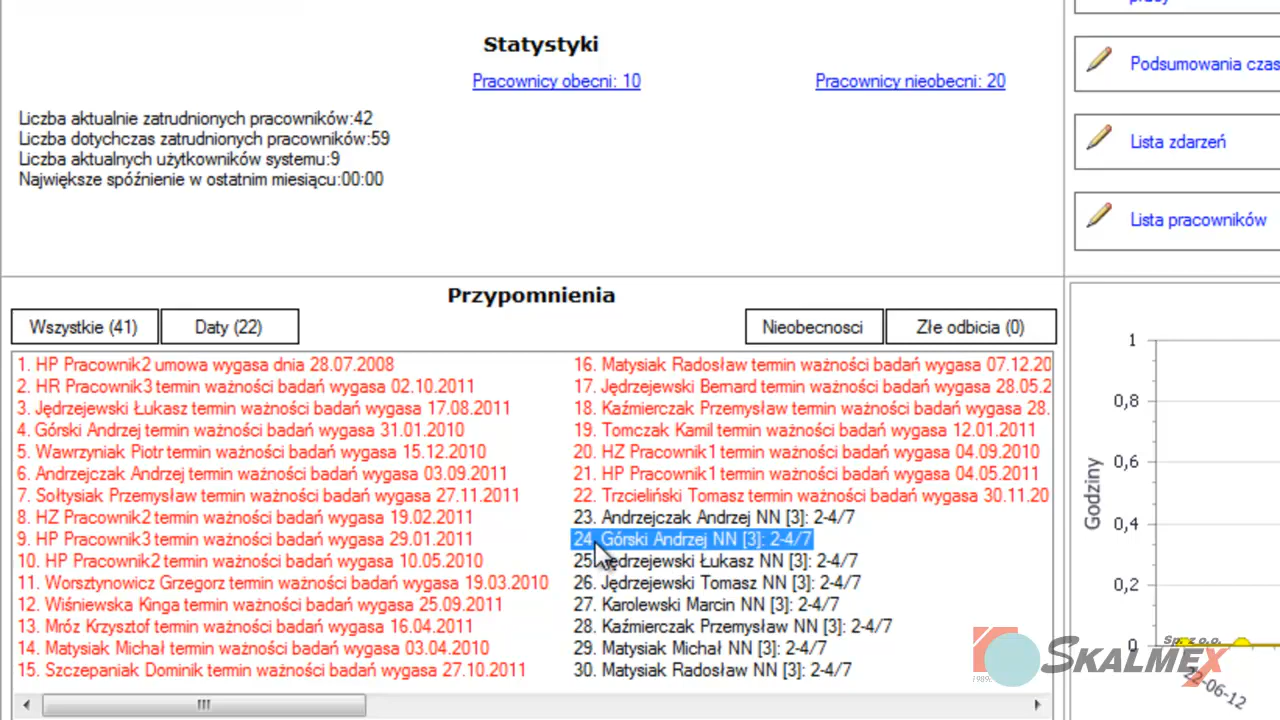 pracy
Statystyki
Pracownicy obecni: 10
Pracownicy nieobecni: 20
Podsumowania czas
Liczba aktualnie zatrudnionych pracowników:42
Liczba dotychczas zatrudnionych pracowników:59
Liczba aktualnych użytkowników systemu:9
Największe spóźnienie w ostatnim miesiącu:00:00
Lista zdarzeń
Lista pracowników
Przypomnienia
Wszystkie (41)
Daty (22)
Nieobecnosci
Złe odbicia (0)
1. HP Pracownik2 umowa wygasa dnia 28.07.2008
2. HR Pracownik3 termin ważności badań wygasa 02.10.2011
3. Jędrzejewski Łukasz termin ważności badań wygasa 17.08.2011
4. Górski Andrzej termin ważności badań wygasa 31.01.2010
5. Wawrzyniak Piotr termin ważności badań wygasa 15.12.2010
6. Andrzejczak Andrzej termin ważności badań wygasa 03.09.2011
7. Sołtysiak Przemysław termin ważności badań wygasa 27.11.2011
8. HZ Pracownik2 termin ważności badań wygasa 19.02.2011
9. HP Pracownik3 termin ważności badań wygasa 29.01.2011
10. HP Pracownik2 termin ważności badań wygasa 10.05.2010
11. Worsztynowicz Grzegorz termin ważności badań wygasa 19.03.2010
12. Wiśniewska Kinga termin ważności badań wygasa 25.09.2011
13. Mróz Krzysztof termin ważności badań wygasa 16.04.2011
14. Matysiak Michał termin ważności badań wygasa 03.04.2010
15. Szczepaniak Dominik termin ważności badań wygasa 27.10.2011
16. Matysiak Radosław termin ważności badań wygasa 07.12.20
17. Jędrzejewski Bernard termin ważności badań wygasa 28.05.2
18. Kaźmierczak Przemysław termin ważności badań wygasa 28.
19. Tomczak Kamil termin ważności badań wygasa 12.01.2011
20. HZ Pracownik1 termin ważności badań wygasa 04.09.2010
21. HP Pracownik1 termin ważności badań wygasa 04.05.2011
22. Trzcieliński Tomasz termin ważności badań wygasa 30.11.20
23. Andrzejczak Andrzej NN [3]: 2-4/7
24. Górski Andrzej NN [3]: 2-4/7
25. Jędrzejewski Łukasz NN [3]: 2-4/7
26. Jędrzejewski Tomasz NN [3]: 2-4/7
27. Karolewski Marcin NN [3]: 2-4/7
28. Kaźmierczak Przemysław NN [3]: 2-4/7
29. Matysiak Michał NN [3]: 2-4/7
30. Matysiak Radosław NN [3]: 2-4/7
Godziny
1
0,8
0,6
0,4
0,2
0
22-06-12
Sp. z o.o.
SKALMEX
1989r.